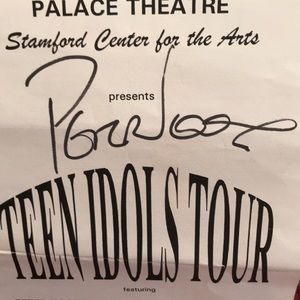 PALACE THEATRE
Stamford Center for the Arts
presents
TEEN IDOLS TOUR
featuring